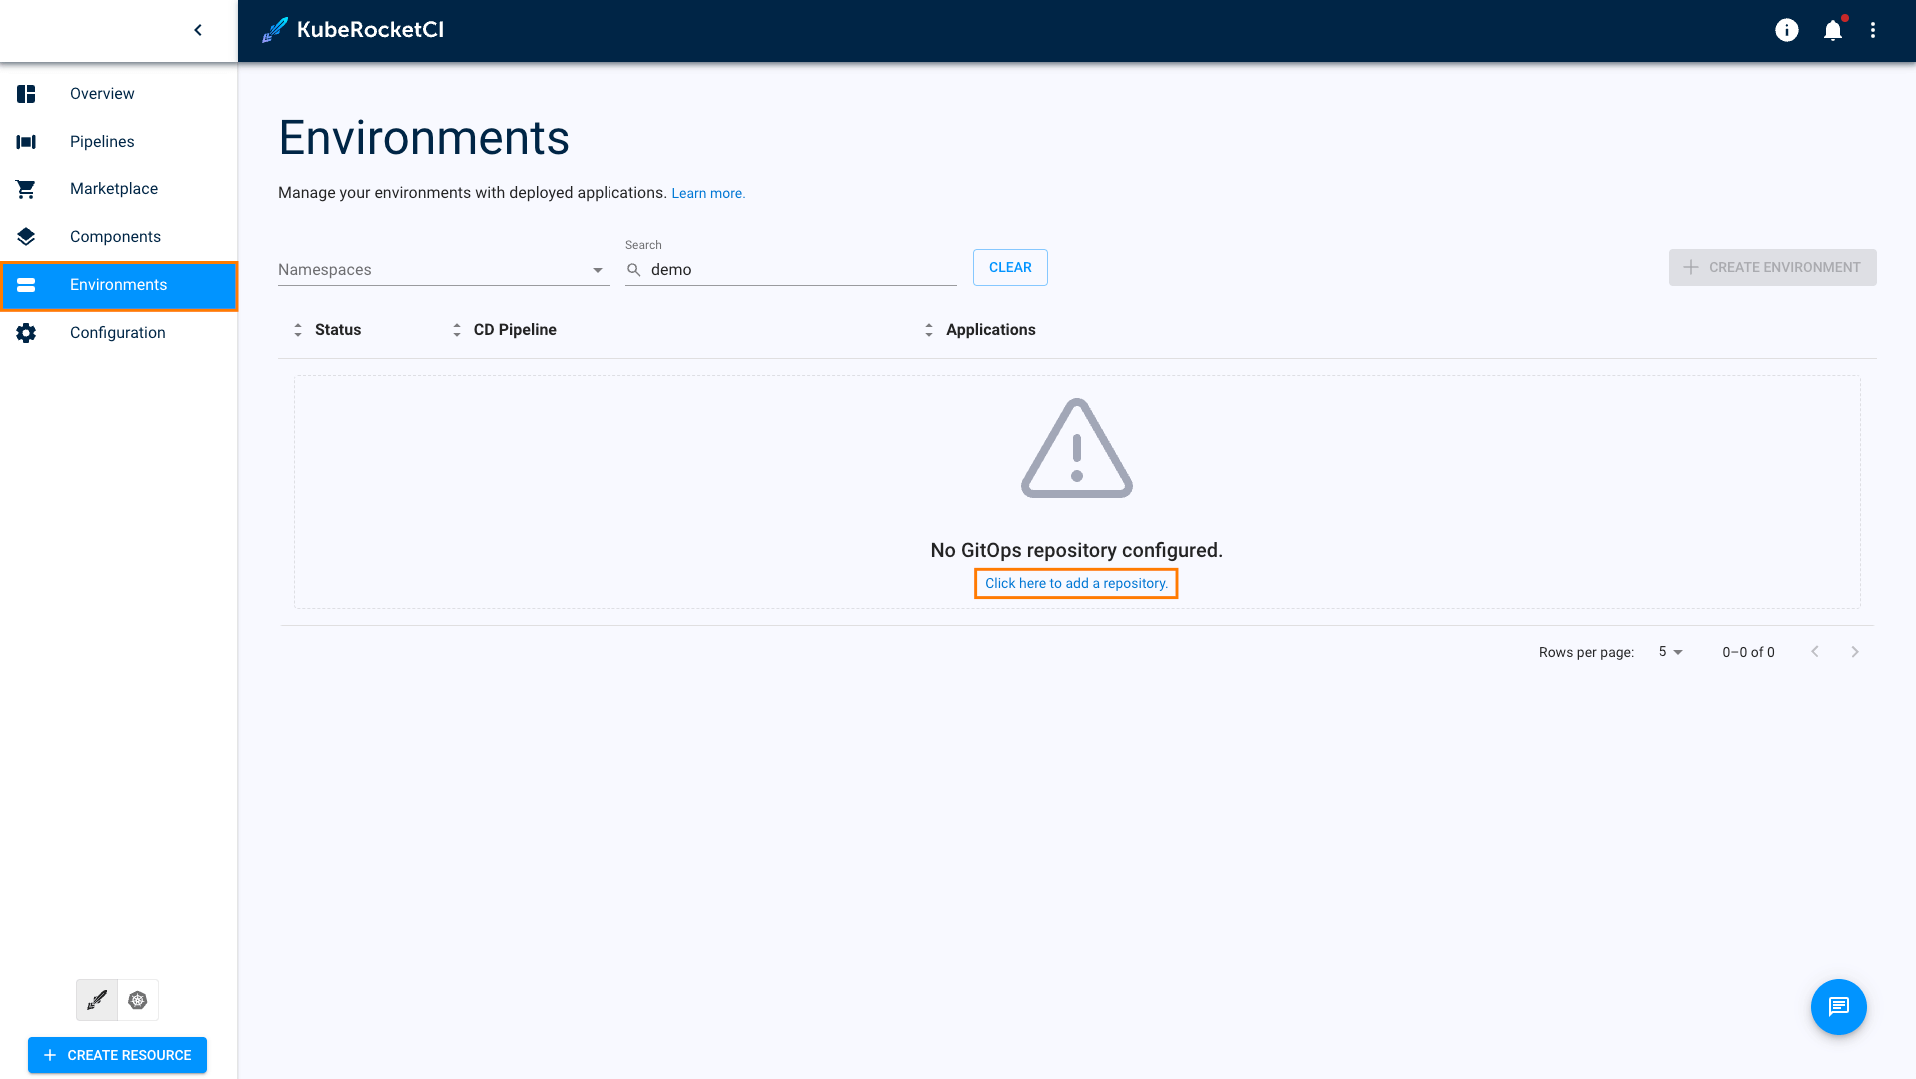 KubeRocketCI
Overview
Pipelines
Marketplace
Components
Environments
Configuration
CREATE RESOURCE
Environments
Manage your environments with deployed applications. Learn more.
Namespaces
Search
demo
CLEAR
CREATE ENVIRONMENT
Status CD Pipeline Applications
No GitOps repository configured.
Click here to add a repository.
Rows per page: 5 0–0 of 0